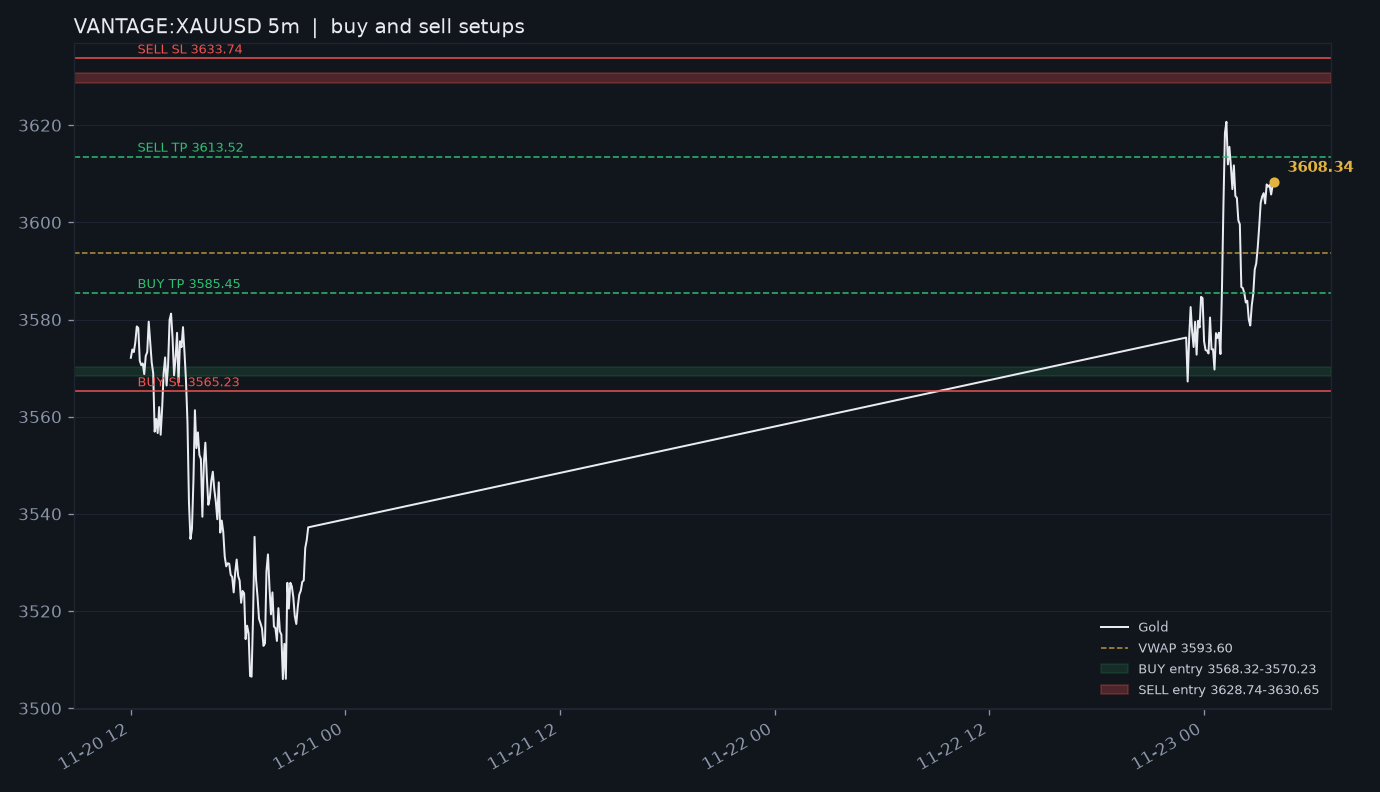 VANTAGE:XAUUSD 5m | buy and sell setups
SELL SL 3633.74
3620
SELL TP 3613.52
3608.34
3600
BUY TP 3585.45
3580
BUY SL 3565.23
3560
3540
3520
3500
Gold
VWAP 3593.60
BUY entry 3568.32-3570.23
SELL entry 3628.74-3630.65
11-20 12
11-21 00
11-21 12
11-22 00
11-22 12
11-23 00